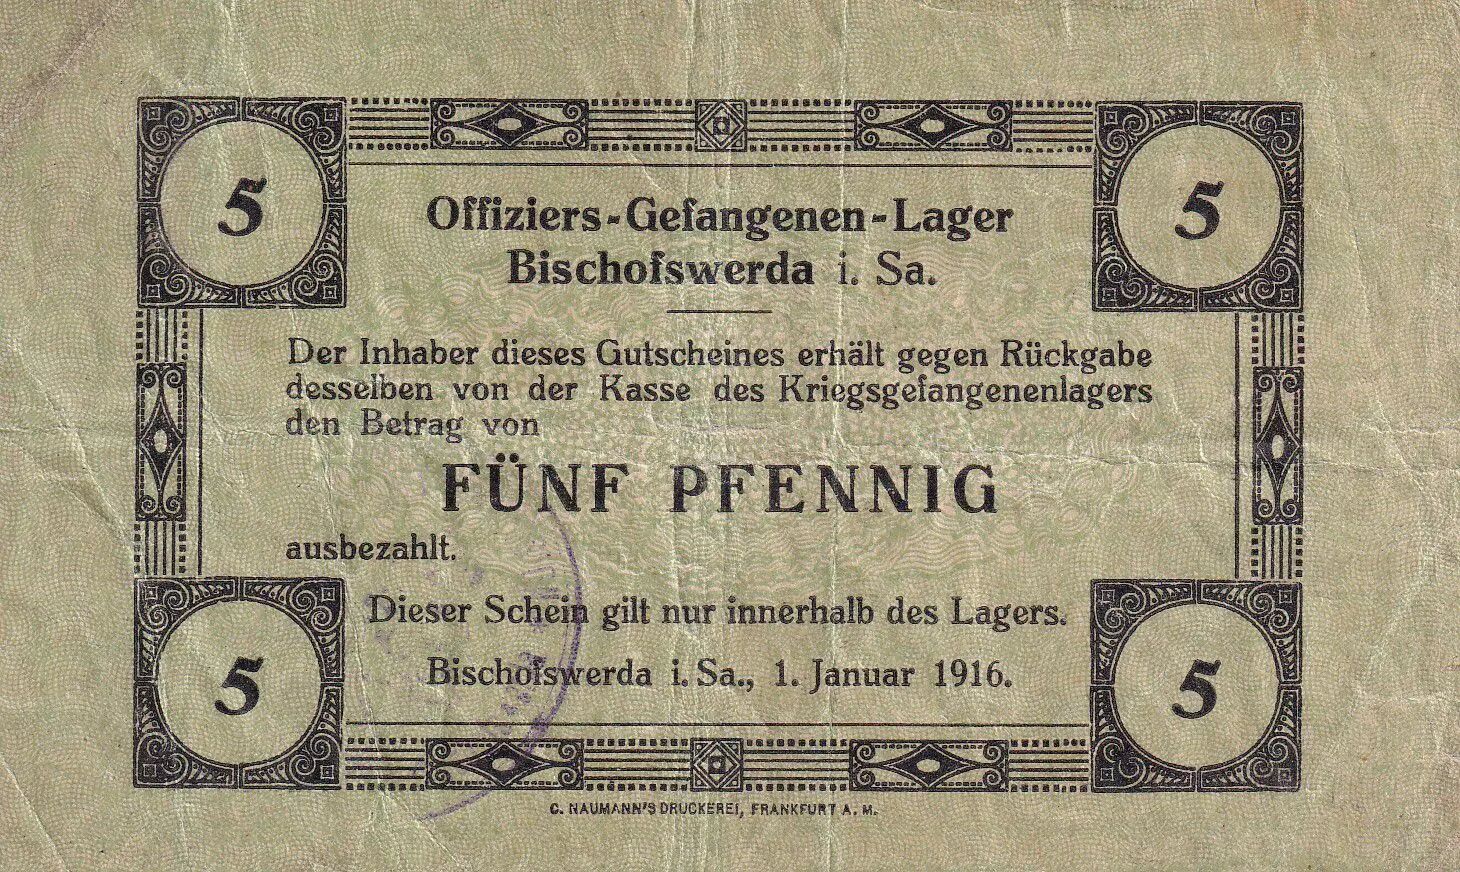 5
5
Offiziers-Gefangenen-Lager
Bischofswerda i. Sa.
Der Inhaber dieses Gutscheines erhält gegen Rückgabe
desselben von der Kasse des Kriegsgefangenenlagers
den Betrag von
FÜNF PFENNIG
ausbezahlt.
Dieser Schein gilt nur innerhalb des Lagers.
Bischofswerda i. Sa., 1. Januar 1916.
5
5
C. NAUMANN'S DRUCKEREI, FRANKFURT A. M.